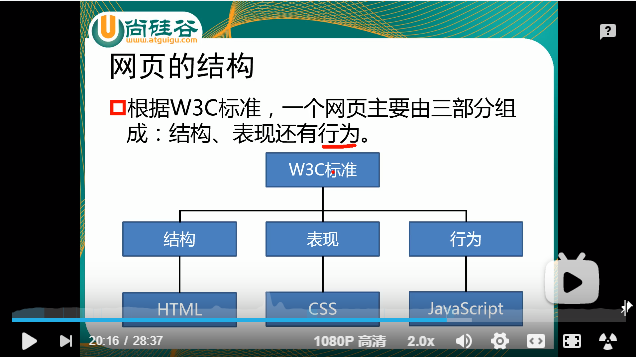 尚硅谷
www.atguigu.com
网页的结构
根据W3C标准，一个网页主要由三部分组
成：结构、表现还有行为。
W3C标准
结构
表现
行为
HTML
CSS
JavaScript
20:16 / 28:37
1080P 高清
2.0x